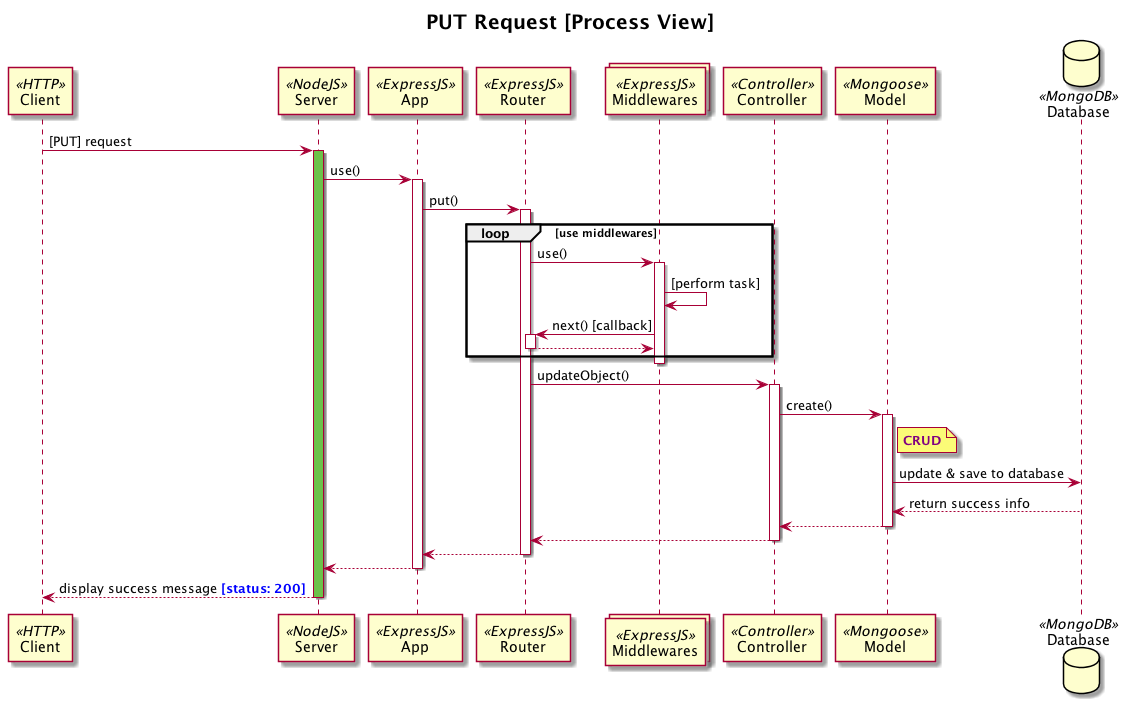 PUT Request [Process View]
«HTTP»
Client
«NodeJS»
Server
«ExpressJS»
App
«ExpressJS»
Router
«ExpressJS»
Middlewares
«Controller»
Controller
«Mongoose»
Model
«MongoDB»
Database
[PUT] request
use()
put()
loop [use middlewares]
use()
[perform task]
next() [callback]
updateObject()
create()
CRUD
update & save to database
return success info
display success message [status: 200]
«HTTP»
Client
«NodeJS»
Server
«ExpressJS»
App
«ExpressJS»
Router
«ExpressJS»
Middlewares
«Controller»
Controller
«Mongoose»
Model
«MongoDB»
Database